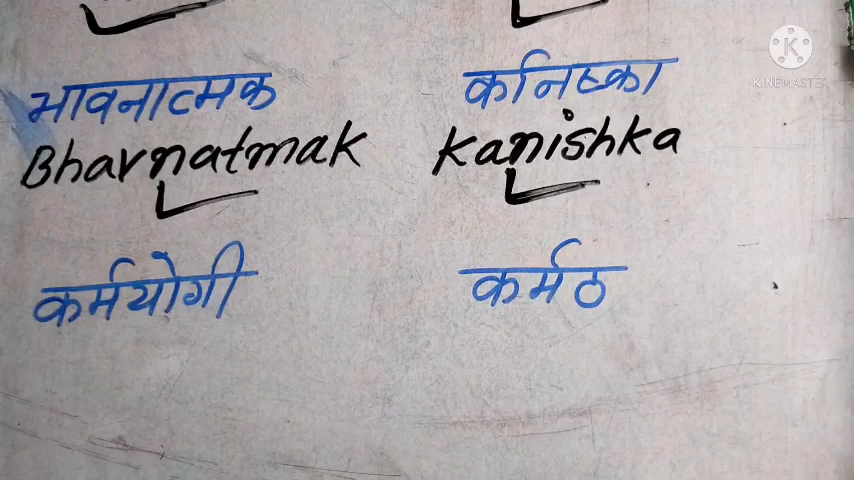 भावनात्मक कनिष्का
Bhavnatmak Kanishka
कर्मयोगी कर्मठ
K
KINEMASTER